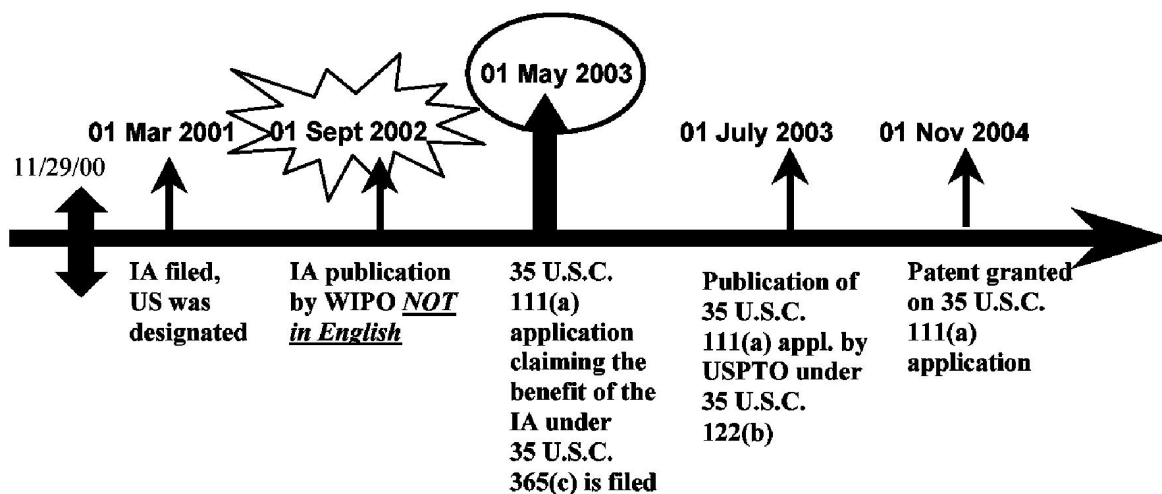 01 May 2003
01 Mar 2001
01 Sept 2002
01 July 2003
01 Nov 2004
11/29/00
IA filed,
US was
designated
IA publication
by WIPO NOT
in English
35 U.S.C.
111(a)
application
claiming the
benefit of the
IA under
35 U.S.C.
365(c) is filed
Publication of
35 U.S.C.
111(a) appl. by
USPTO under
35 U.S.C.
122(b)
Patent granted
on 35 U.S.C.
111(a)
application